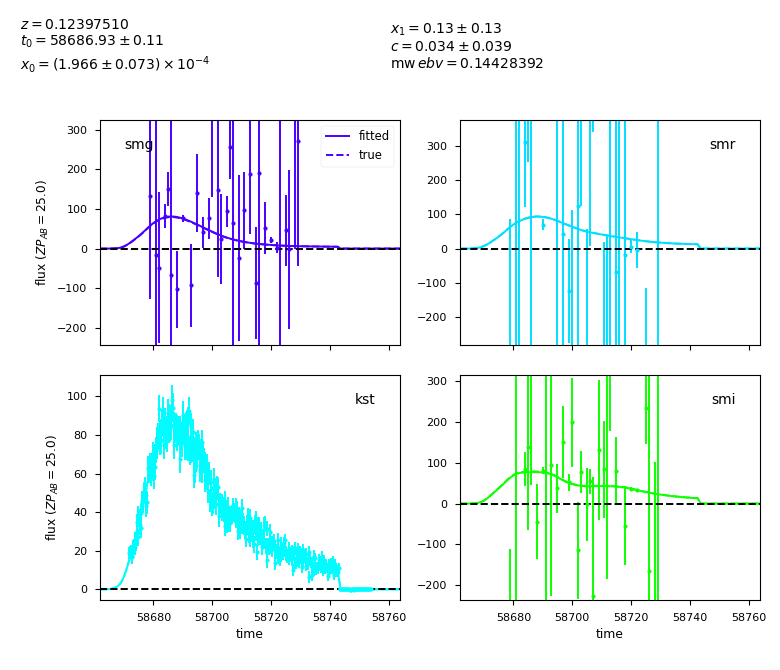 z = 0.12397510
t₀ = 58686.93 ± 0.11
x₀ = (1.966 ± 0.073) × 10⁻⁴
x₁ = 0.13 ± 0.13
c = 0.034 ± 0.039
mw ebv = 0.14428392
smg
fitted
true
300
200
100
0
−100
−200
flux (ZP_AB = 25.0)
smr
300
200
100
0
−100
−200
kst
100
80
60
40
20
0
flux (ZP_AB = 25.0)
58680 58700 58720 58740 58760
time
smi
300
200
100
0
−100
−200
58680 58700 58720 58740 58760
time